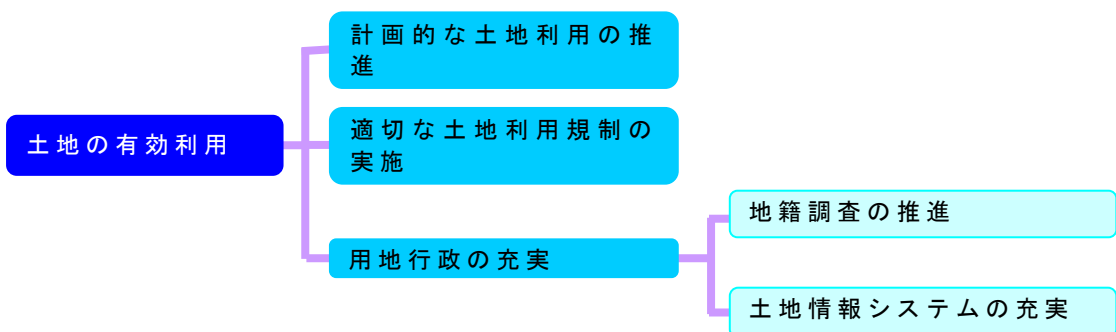 計画的な土地利用の推
進
土地の有効利用
適切な土地利用規制の
実施
用地行政の充実
地籍調査の推進
土地情報システムの充実